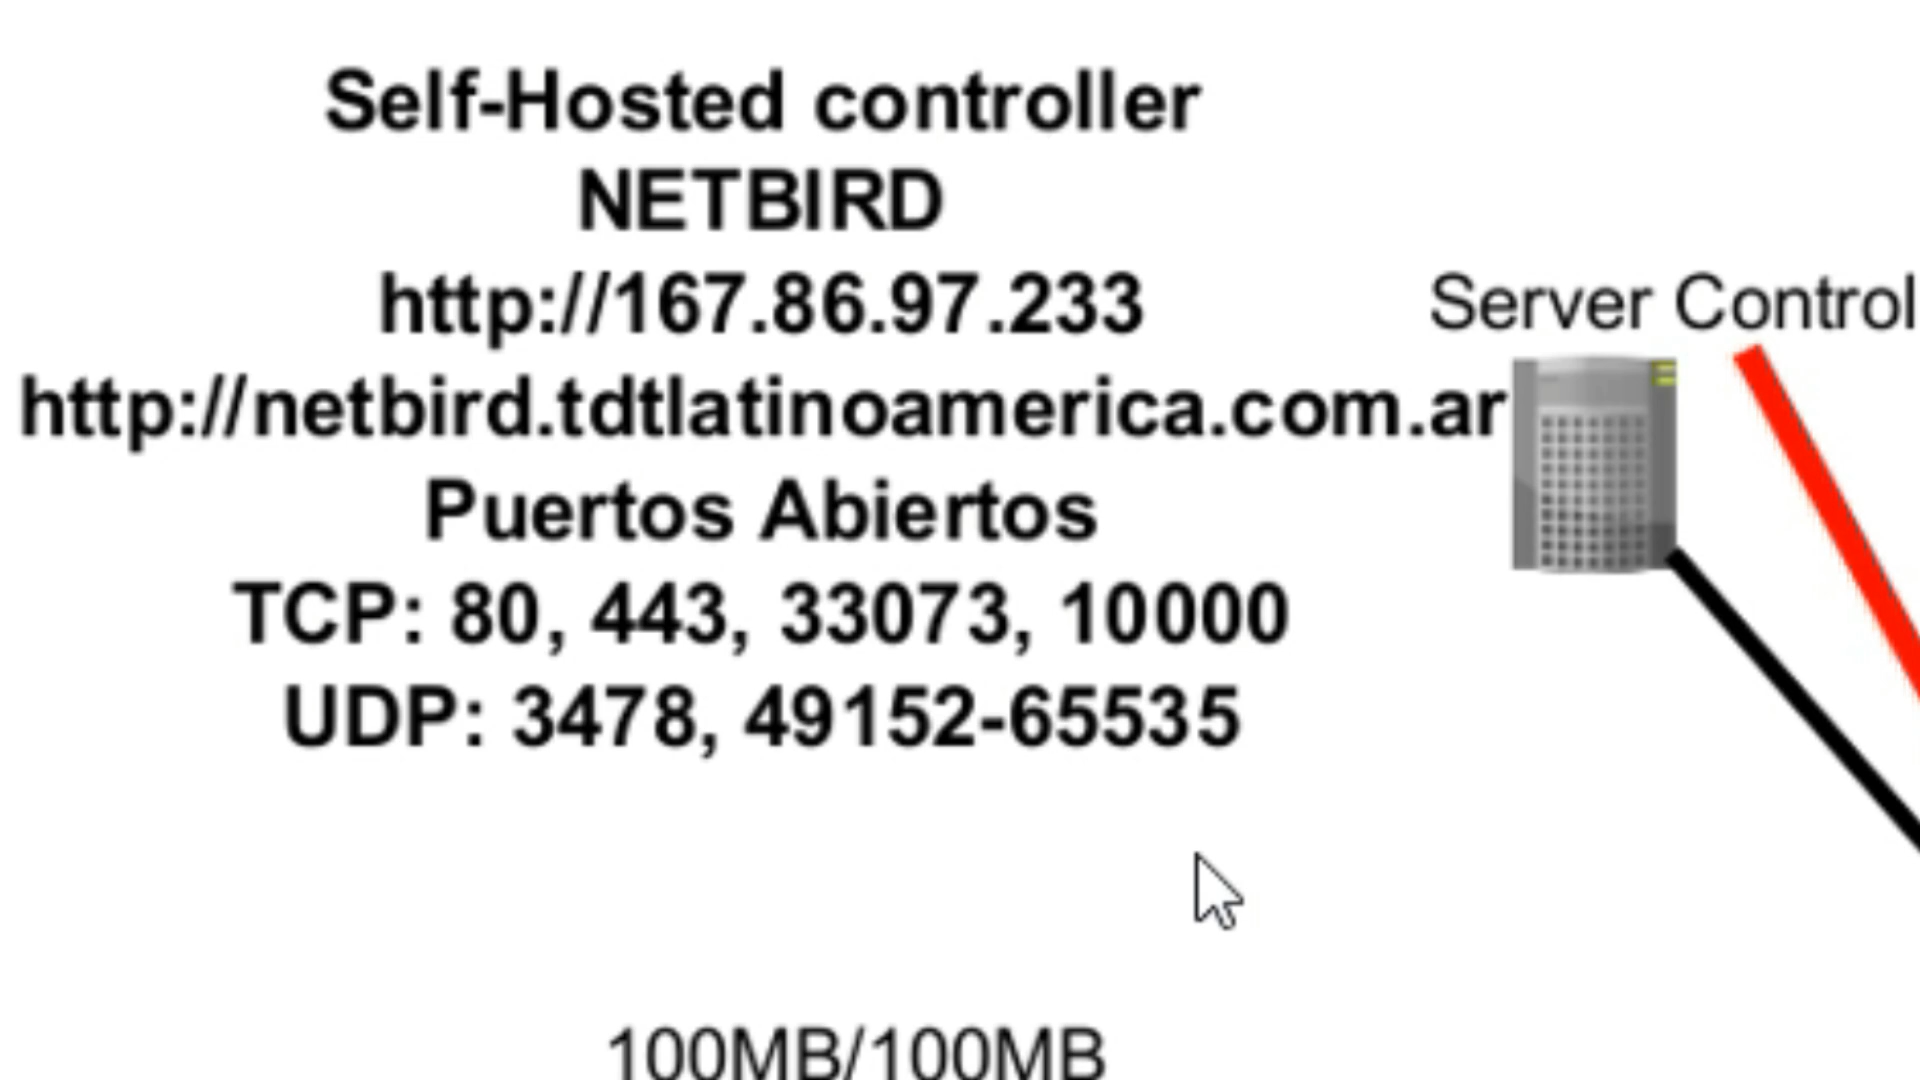 Self-Hosted controller
NETBIRD
http://167.86.97.233
http://netbird.tdtlatinoamerica.com.ar
Puertos Abiertos
TCP: 80, 443, 33073, 10000
UDP: 3478, 49152-65535
Server Control
100MB/100MB